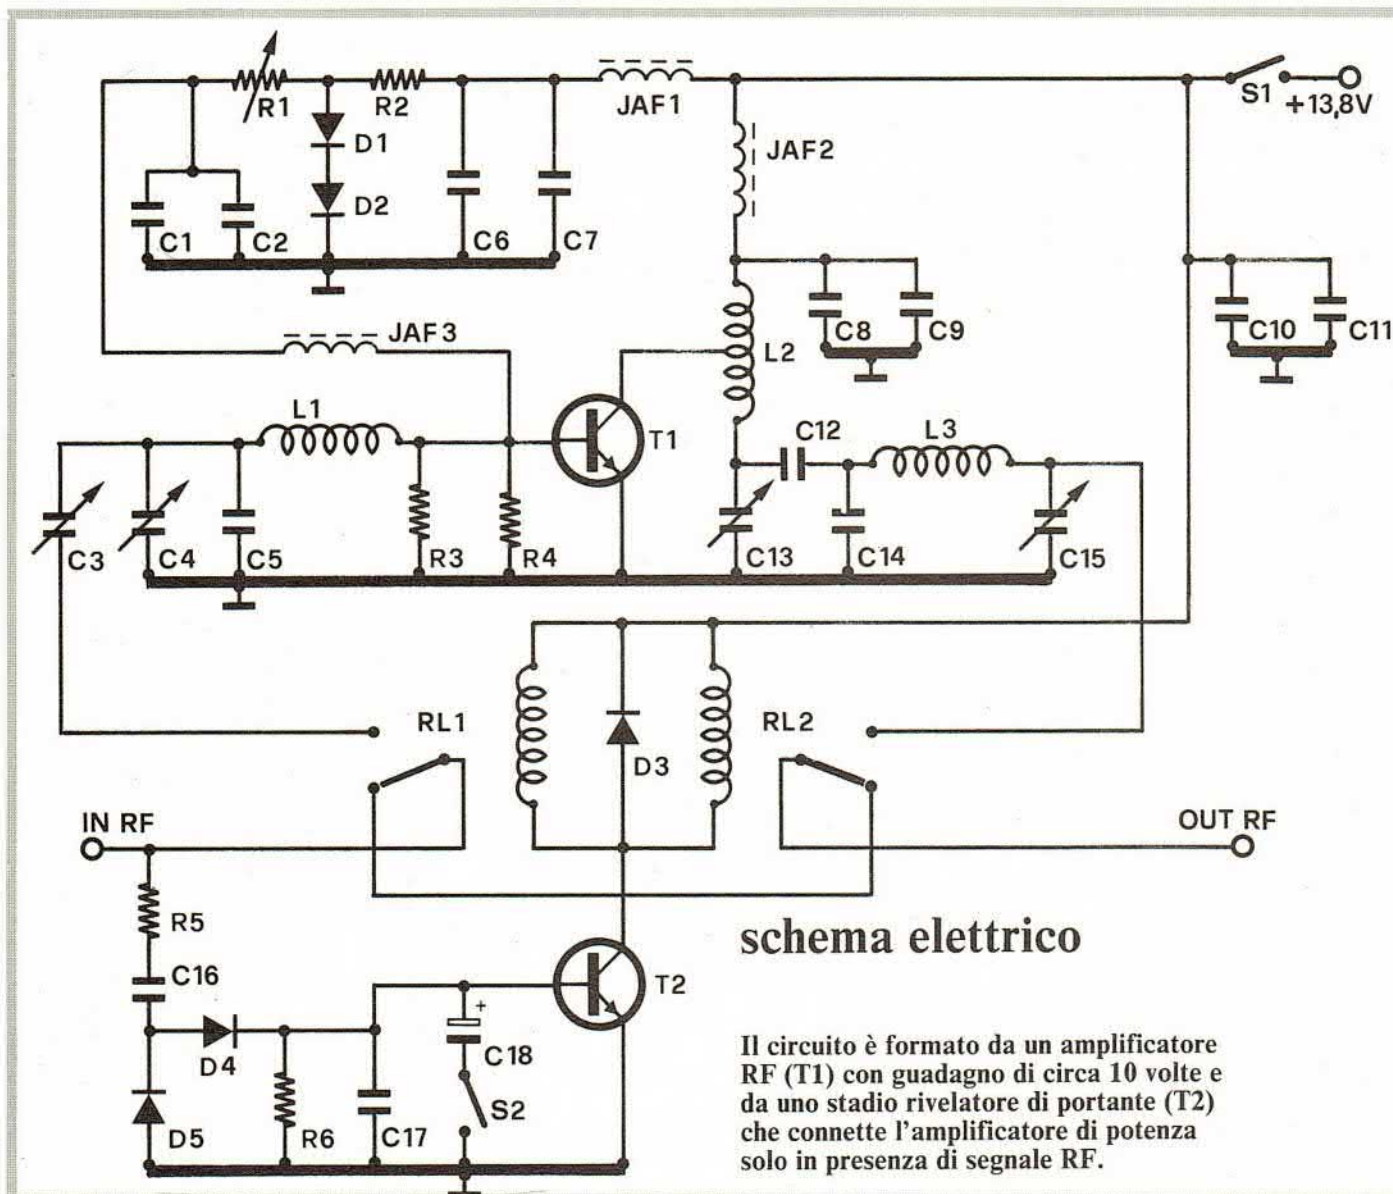 R1
R2
JAF1
S1
+13,8V
D1
JAF2
D2
C1
C2
C6
C7
JAF3
C8
C9
C10
C11
L2
L1
T1
C12
L3
C3
C4
C5
R3
R4
C13
C14
C15
RL1
RL2
D3
IN RF
OUT RF
R5
schema elettrico
C16
T2
+
C18
D4
S2
D5
R6
C17
Il circuito è formato da un amplificatore
RF (T1) con guadagno di circa 10 volte e
da uno stadio rivelatore di portante (T2)
che connette l'amplificatore di potenza
solo in presenza di segnale RF.